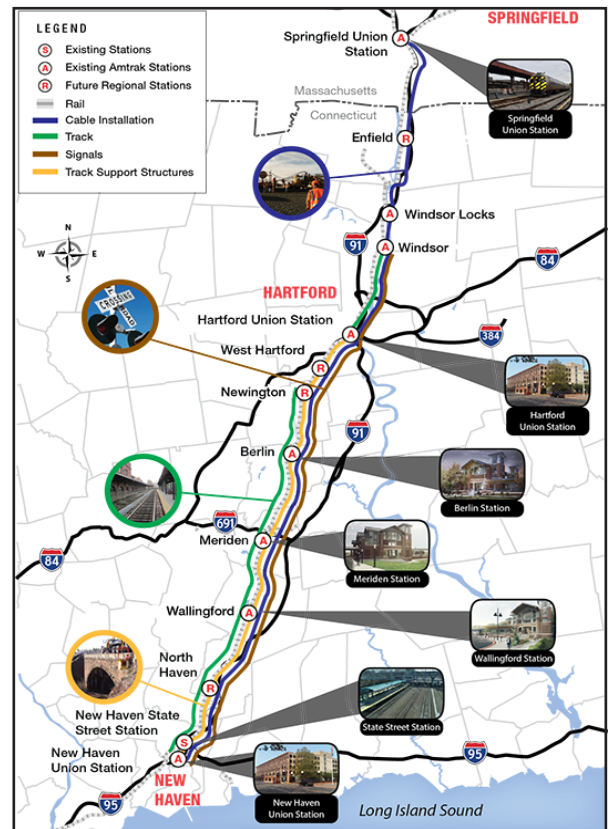 SPRINGFIELD
LEGEND
S Existing Stations
A Existing Amtrak Stations
R Future Regional Stations
Rail
Cable Installation
Track
Signals
Track Support Structures
Springfield Union
Station
A
Springfield
Union Station
Massachusetts
Connecticut
Enfield
R
N
W E
S
A
Windsor Locks
91
A
Windsor
84
HARTFORD
CROSSING
ROAD
Hartford Union Station
A
384
West Hartford
R
Newington
R
Hartford
Union Station
91
Berlin
A
Berlin Station
691
Meriden
A
84
Meriden Station
Wallingford
A
Wallingford Station
North
Haven
R
New Haven State
Street Station
S
State Street Station
New Haven
Union Station
A
95
NEW
HAVEN
New Haven
Union Station
95
Long Island Sound